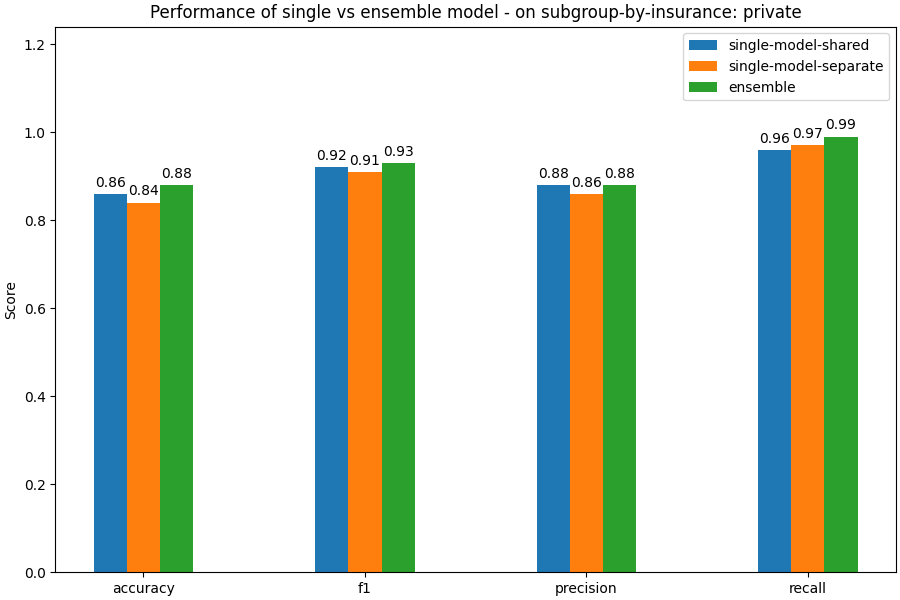 Performance of single vs ensemble model - on subgroup-by-insurance: private
single-model-shared
single-model-separate
ensemble
Score
1.2
1.0
0.8
0.6
0.4
0.2
0.0
0.86
0.84
0.88
0.92
0.91
0.93
0.88
0.86
0.88
0.96
0.97
0.99
accuracy
f1
precision
recall